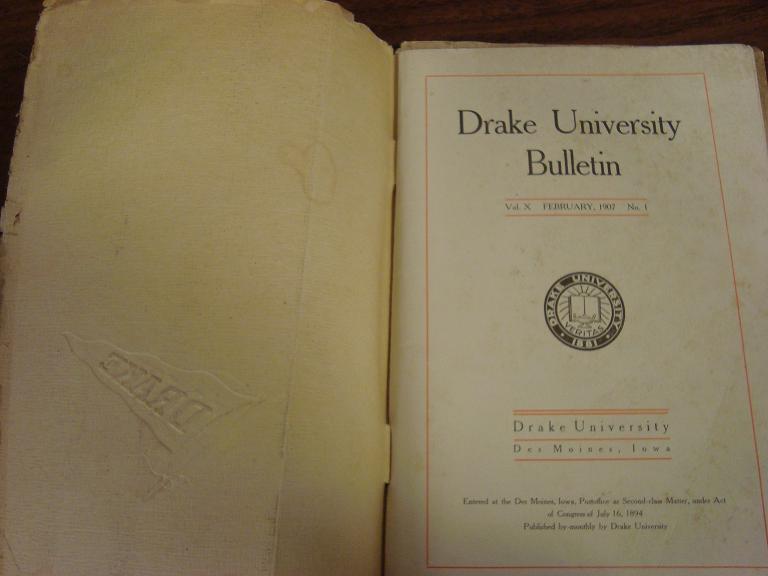 DRAKE
Drake University
Bulletin
Vol. X FEBRUARY, 1907 No. 1
DRAKE UNIVERSITY
VERITAS
1881
Drake University
Des Moines, Iowa
Entered at the Des Moines, Iowa, Postoffice as Second-class Matter, under Act
of Congress of July 16, 1894
Published by-monthly by Drake University